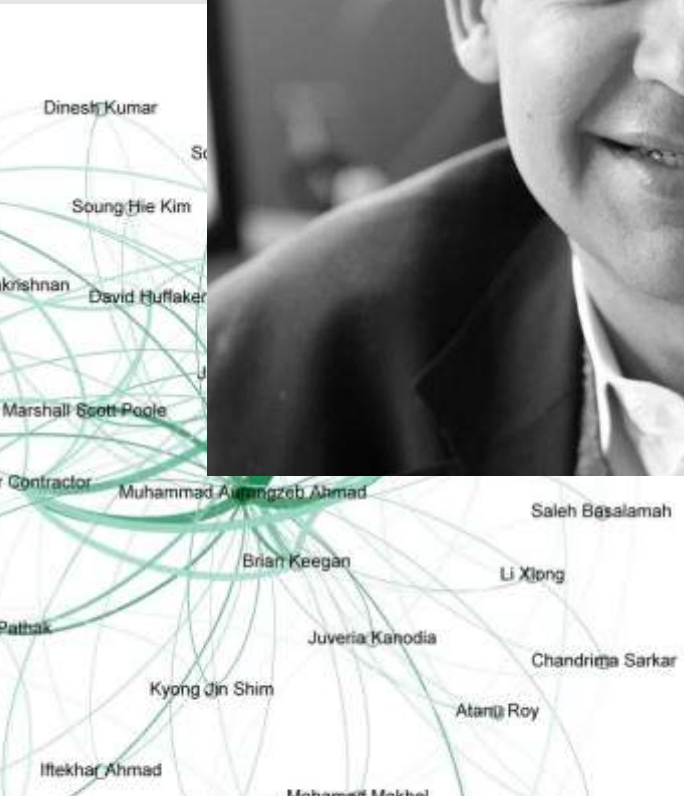 Dinesh Kumar
Soung Hie Kim
krishnan
David Huffaker
Marshall Scott Poole
r Contractor
Muhammad Aurangzeb Ahmad
Saleh Basalamah
Brian Keegan
Li Xiong
Pathak
Juveria Kanodia
Chandrima Sarkar
Kyong Jin Shim
Atanu Roy
Iftekhar Ahmad